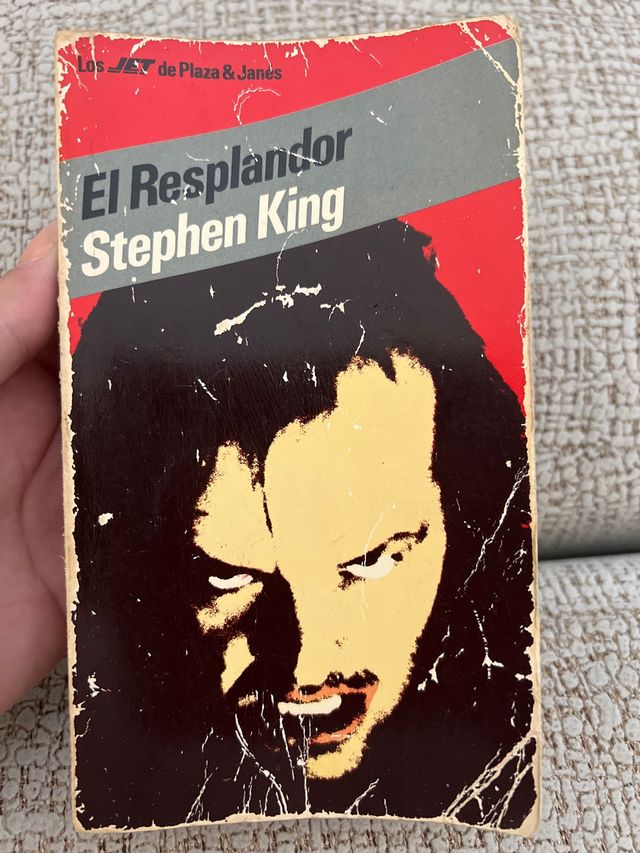 Los JET de Plaza & Janés
El Resplandor
Stephen King